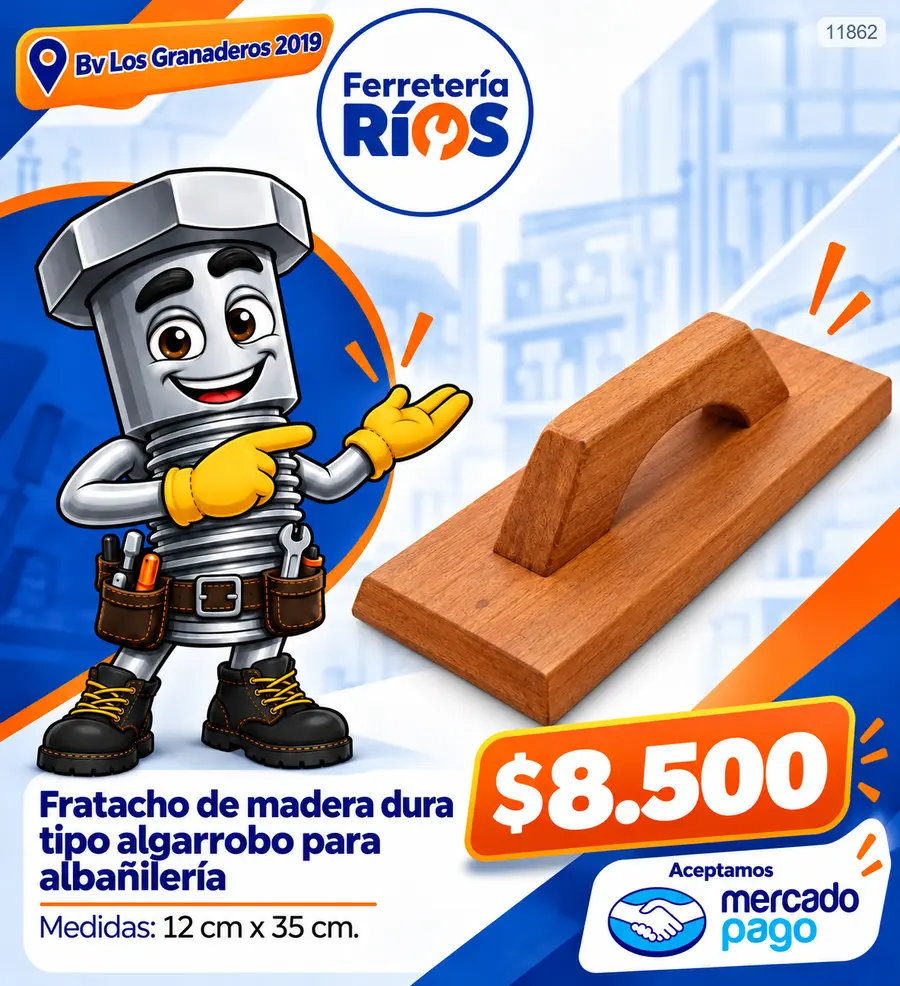 Bv Los Granaderos 2019
Ferretería
RÍOS
11862
$8.500
Fratacho de madera dura
tipo algarrobo para
albañilería
Medidas: 12 cm x 35 cm.
Aceptamos
mercado
pago